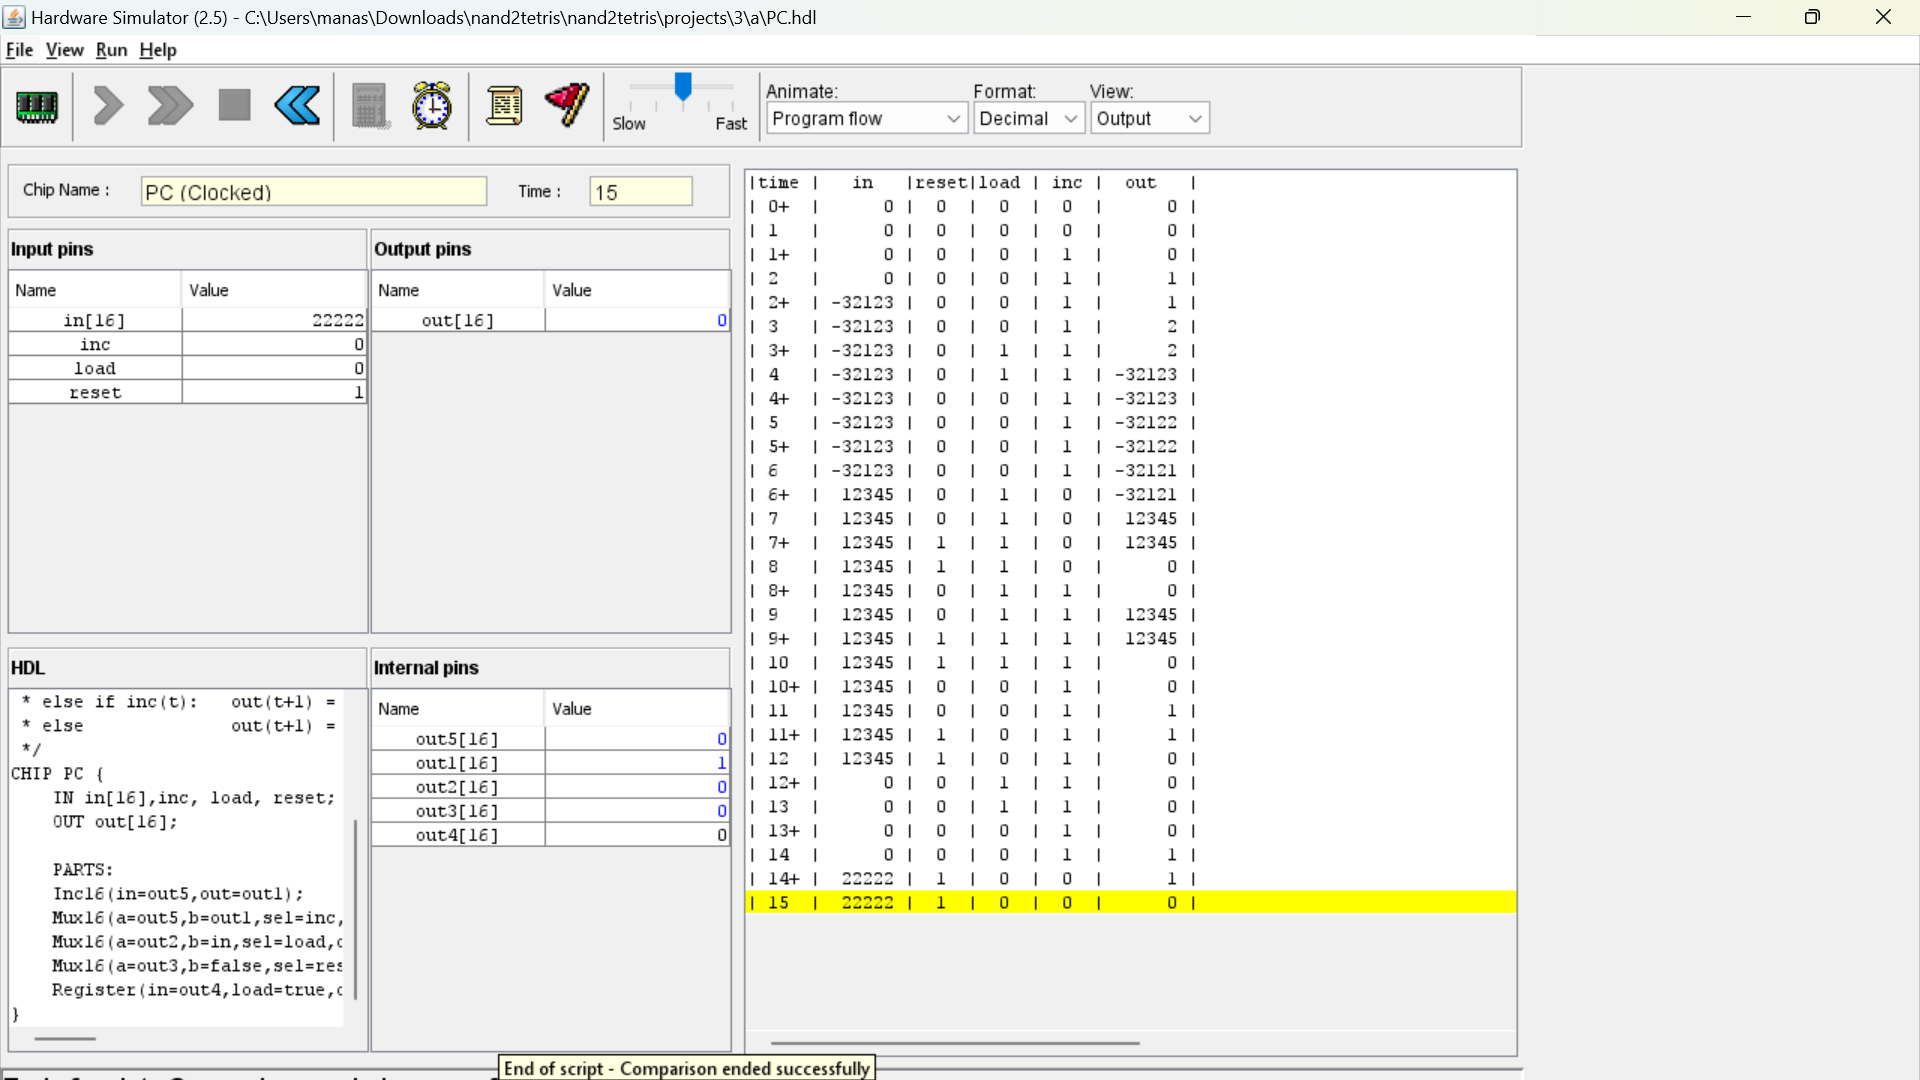 Hardware Simulator (2.5) - C:\Users\manas\Downloads\nand2tetris\nand2tetris\projects\3\a\PC.hdl
File View Run Help
Slow Fast
Animate:
Program flow
Format:
Decimal
View:
Output
Chip Name :
PC (Clocked)
Time :
15
Input pins
Name Value
in[16] 22222
inc 0
load 0
reset 1
Output pins
Name Value
out[16] 0
HDL
* else if inc(t): out(t+1) =
* else out(t+1) =
*/
CHIP PC {
IN in[16],inc, load, reset;
OUT out[16];
PARTS:
Inc16(in=out5,out=out1);
Mux16(a=out5,b=out1,sel=inc,
Mux16(a=out2,b=in,sel=load,
Mux16(a=out3,b=false,sel=res
Register(in=out4,load=true,
}
Internal pins
Name Value
out5[16] 0
out1[16] 1
out2[16] 0
out3[16] 0
out4[16] 0
|time | in |reset|load | inc | out |
| 0+ | 0 | 0 | 0 | 0 | 0 |
| 1 | 0 | 0 | 0 | 0 | 0 |
| 1+ | 0 | 0 | 0 | 1 | 0 |
| 2 | 0 | 0 | 0 | 1 | 1 |
| 2+ | -32123 | 0 | 0 | 1 | 1 |
| 3 | -32123 | 0 | 0 | 1 | 2 |
| 3+ | -32123 | 0 | 1 | 1 | 2 |
| 4 | -32123 | 0 | 1 | 1 | -32123 |
| 4+ | -32123 | 0 | 0 | 1 | -32123 |
| 5 | -32123 | 0 | 0 | 1 | -32122 |
| 5+ | -32123 | 0 | 0 | 1 | -32122 |
| 6 | -32123 | 0 | 0 | 1 | -32121 |
| 6+ | 12345 | 0 | 1 | 0 | -32121 |
| 7 | 12345 | 0 | 1 | 0 | 12345 |
| 7+ | 12345 | 1 | 1 | 0 | 12345 |
| 8 | 12345 | 1 | 1 | 0 | 0 |
| 8+ | 12345 | 0 | 1 | 1 | 0 |
| 9 | 12345 | 0 | 1 | 1 | 12345 |
| 9+ | 12345 | 1 | 1 | 1 | 12345 |
| 10 | 12345 | 1 | 1 | 1 | 0 |
| 10+ | 12345 | 0 | 0 | 1 | 0 |
| 11 | 12345 | 0 | 0 | 1 | 1 |
| 11+ | 12345 | 1 | 0 | 1 | 1 |
| 12 | 12345 | 1 | 0 | 1 | 0 |
| 12+ | 0 | 0 | 1 | 1 | 0 |
| 13 | 0 | 0 | 1 | 1 | 0 |
| 13+ | 0 | 0 | 0 | 1 | 0 |
| 14 | 0 | 0 | 0 | 1 | 1 |
| 14+ | 22222 | 1 | 0 | 0 | 1 |
| 15 | 22222 | 1 | 0 | 0 | 0 |
End of script - Comparison ended successfully